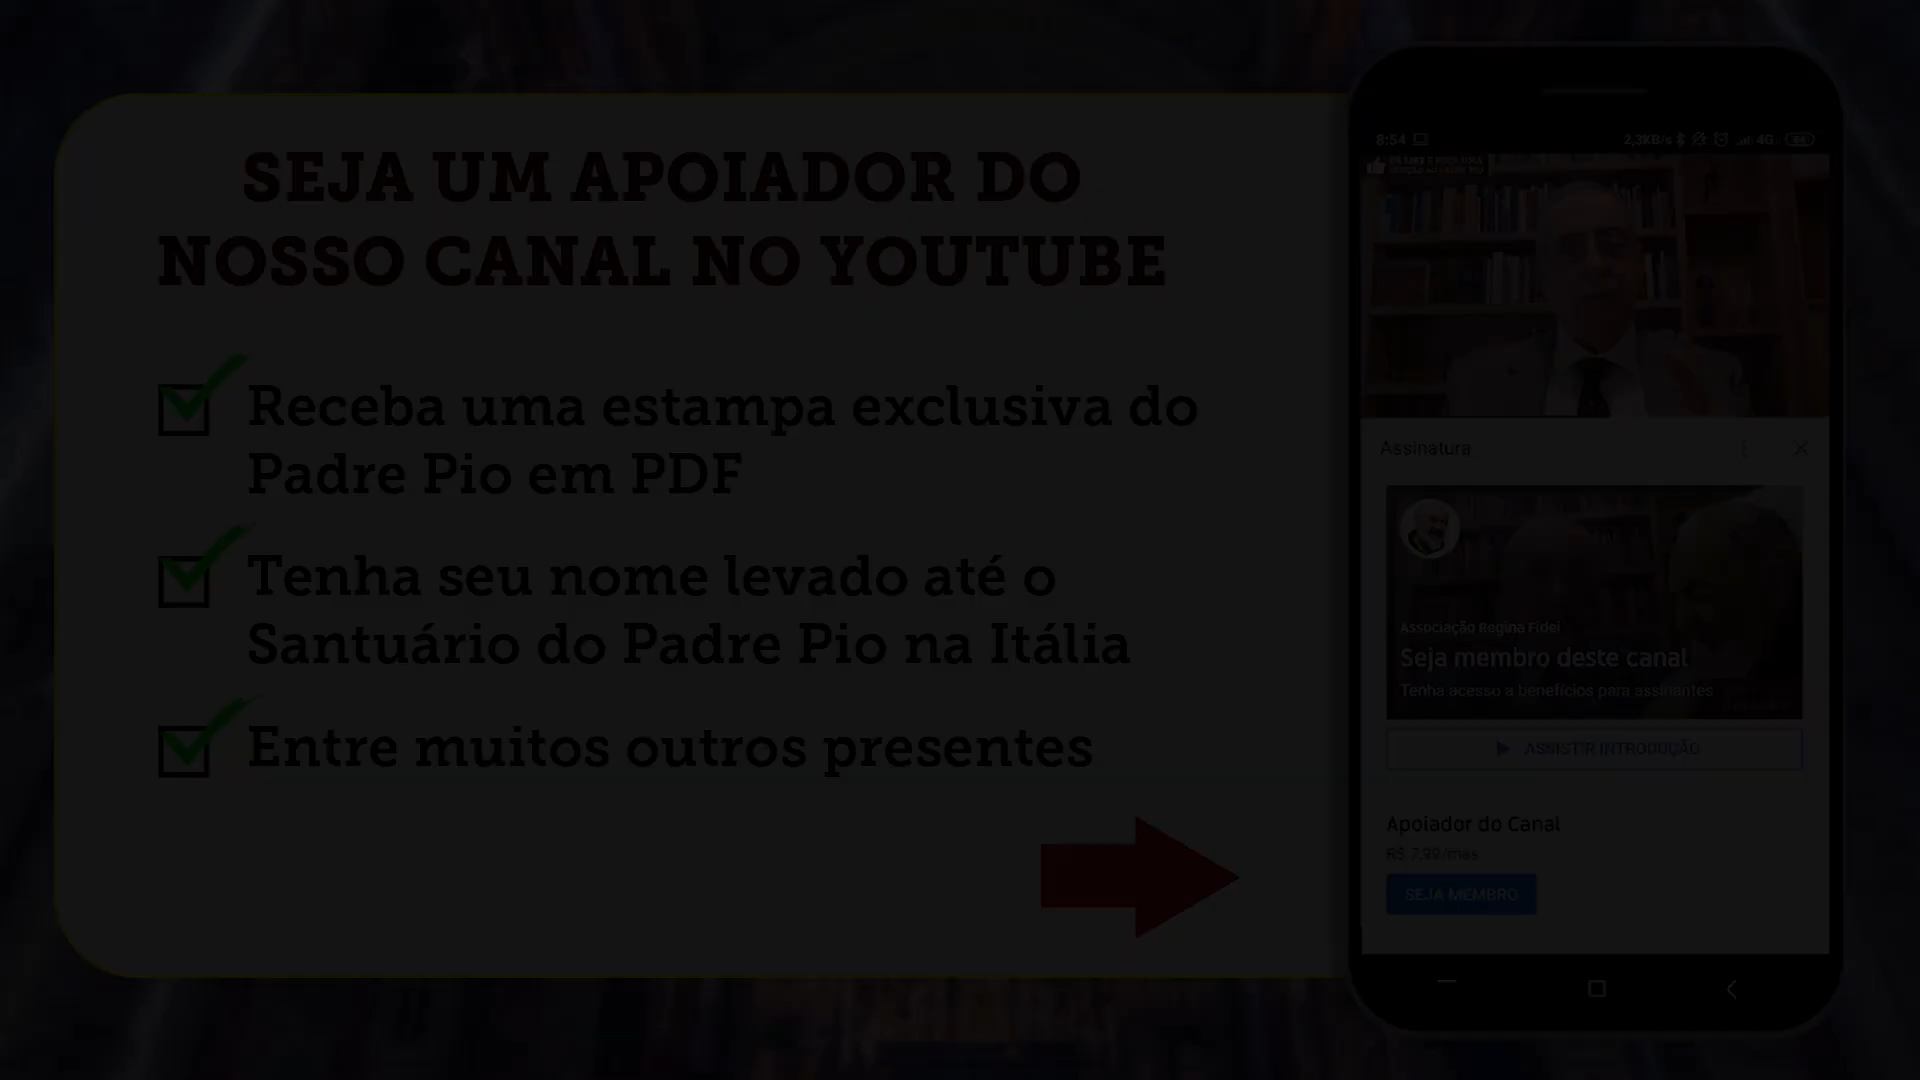 SEJA UM APOIADOR DO
NOSSO CANAL NO YOUTUBE
Receba uma estampa exclusiva do
Padre Pio em PDF
Tenha seu nome levado até o
Santuário do Padre Pio na Itália
Entre muitos outros presentes
8:54
2,3KB/s 4G
Assinatura
Associação Regina Fidei
Seja membro deste canal
Tenha acesso a benefícios para assinantes
ASSISTIR INTRODUÇÃO
Apoiador do Canal
R$ 7,99/mês
SEJA MEMBRO